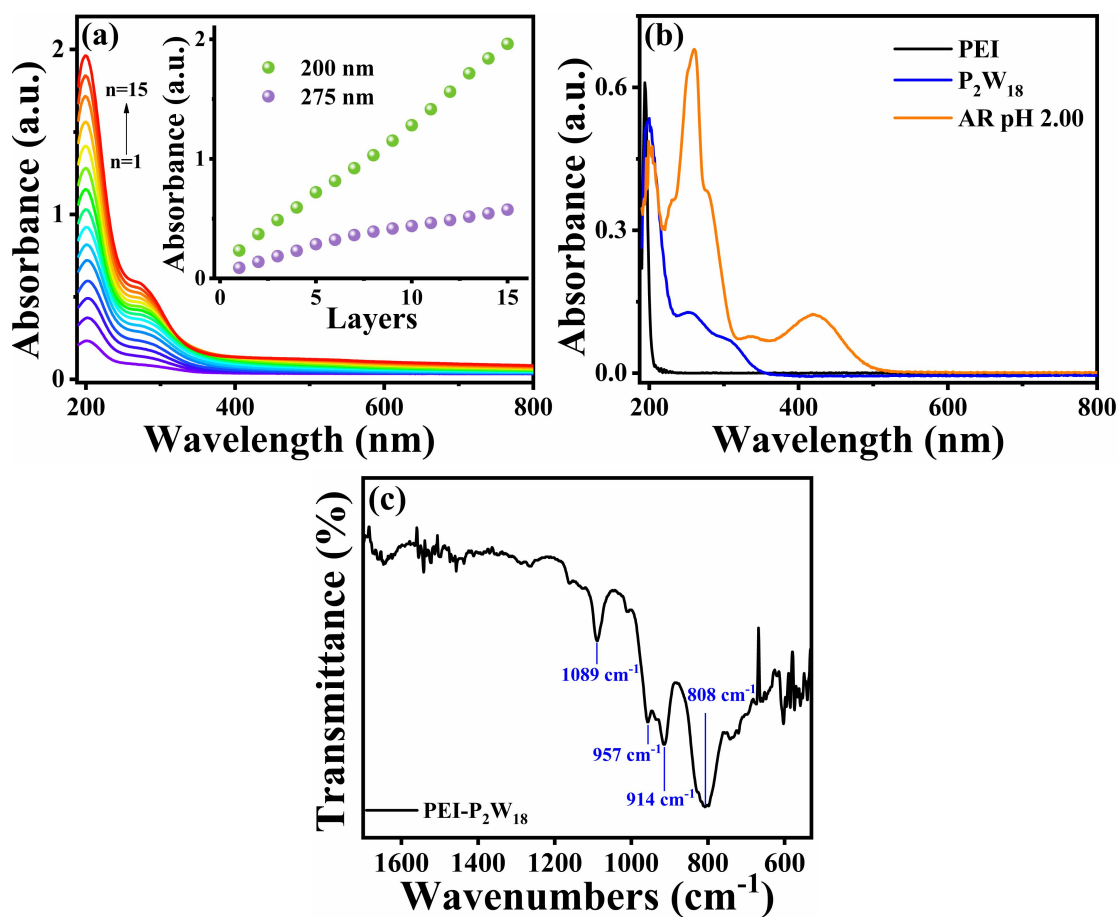 (a)
n=15
n=1
200 nm
275 nm
Absorbance (a.u.)
0
1
2
0
5
10
15
Layers
Absorbance (a.u.)
0
1
2
200
400
600
800
Wavelength (nm)
(b)
PEI
P₂W₁₈
AR pH 2.00
Absorbance (a.u.)
0.0
0.3
0.6
200
400
600
800
Wavelength (nm)
(c)
1089 cm⁻¹
808 cm⁻¹
957 cm⁻¹
914 cm⁻¹
PEI-P₂W₁₈
Transmittance (%)
1600
1400
1200
1000
800
600
Wavenumbers (cm⁻¹)